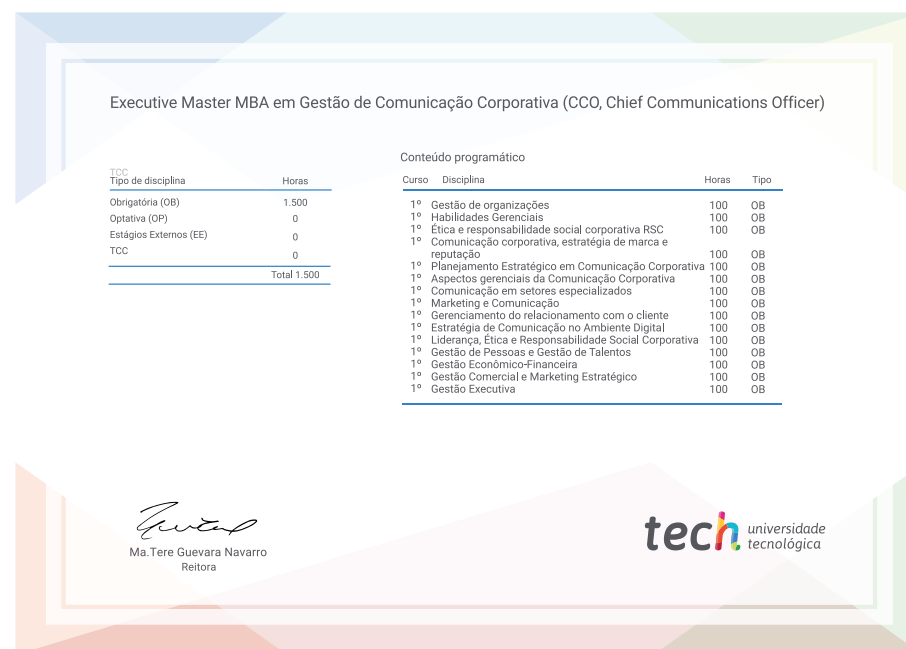 Executive Master MBA em Gestão de Comunicação Corporativa (CCO, Chief Communications Officer)
TCC
Tipo de disciplina Horas
Obrigatória (OB) 1.500
Optativa (OP) 0
Estágios Externos (EE) 0
TCC 0
Total 1.500
Conteúdo programático
Curso Disciplina Horas Tipo
1º Gestão de organizações 100 OB
1º Habilidades Gerenciais 100 OB
1º Ética e responsabilidade social corporativa RSC 100 OB
1º Comunicação corporativa, estratégia de marca e
reputação 100 OB
1º Planejamento Estratégico em Comunicação Corporativa 100 OB
1º Aspectos gerenciais da Comunicação Corporativa 100 OB
1º Comunicação em setores especializados 100 OB
1º Marketing e Comunicação 100 OB
1º Gerenciamento do relacionamento com o cliente 100 OB
1º Estratégia de Comunicação no Ambiente Digital 100 OB
1º Liderança, Ética e Responsabilidade Social Corporativa 100 OB
1º Gestão de Pessoas e Gestão de Talentos 100 OB
1º Gestão Econômico-Financeira 100 OB
1º Gestão Comercial e Marketing Estratégico 100 OB
1º Gestão Executiva 100 OB
Ma.Tere Guevara Navarro
Reitora
tech universidade
tecnológica